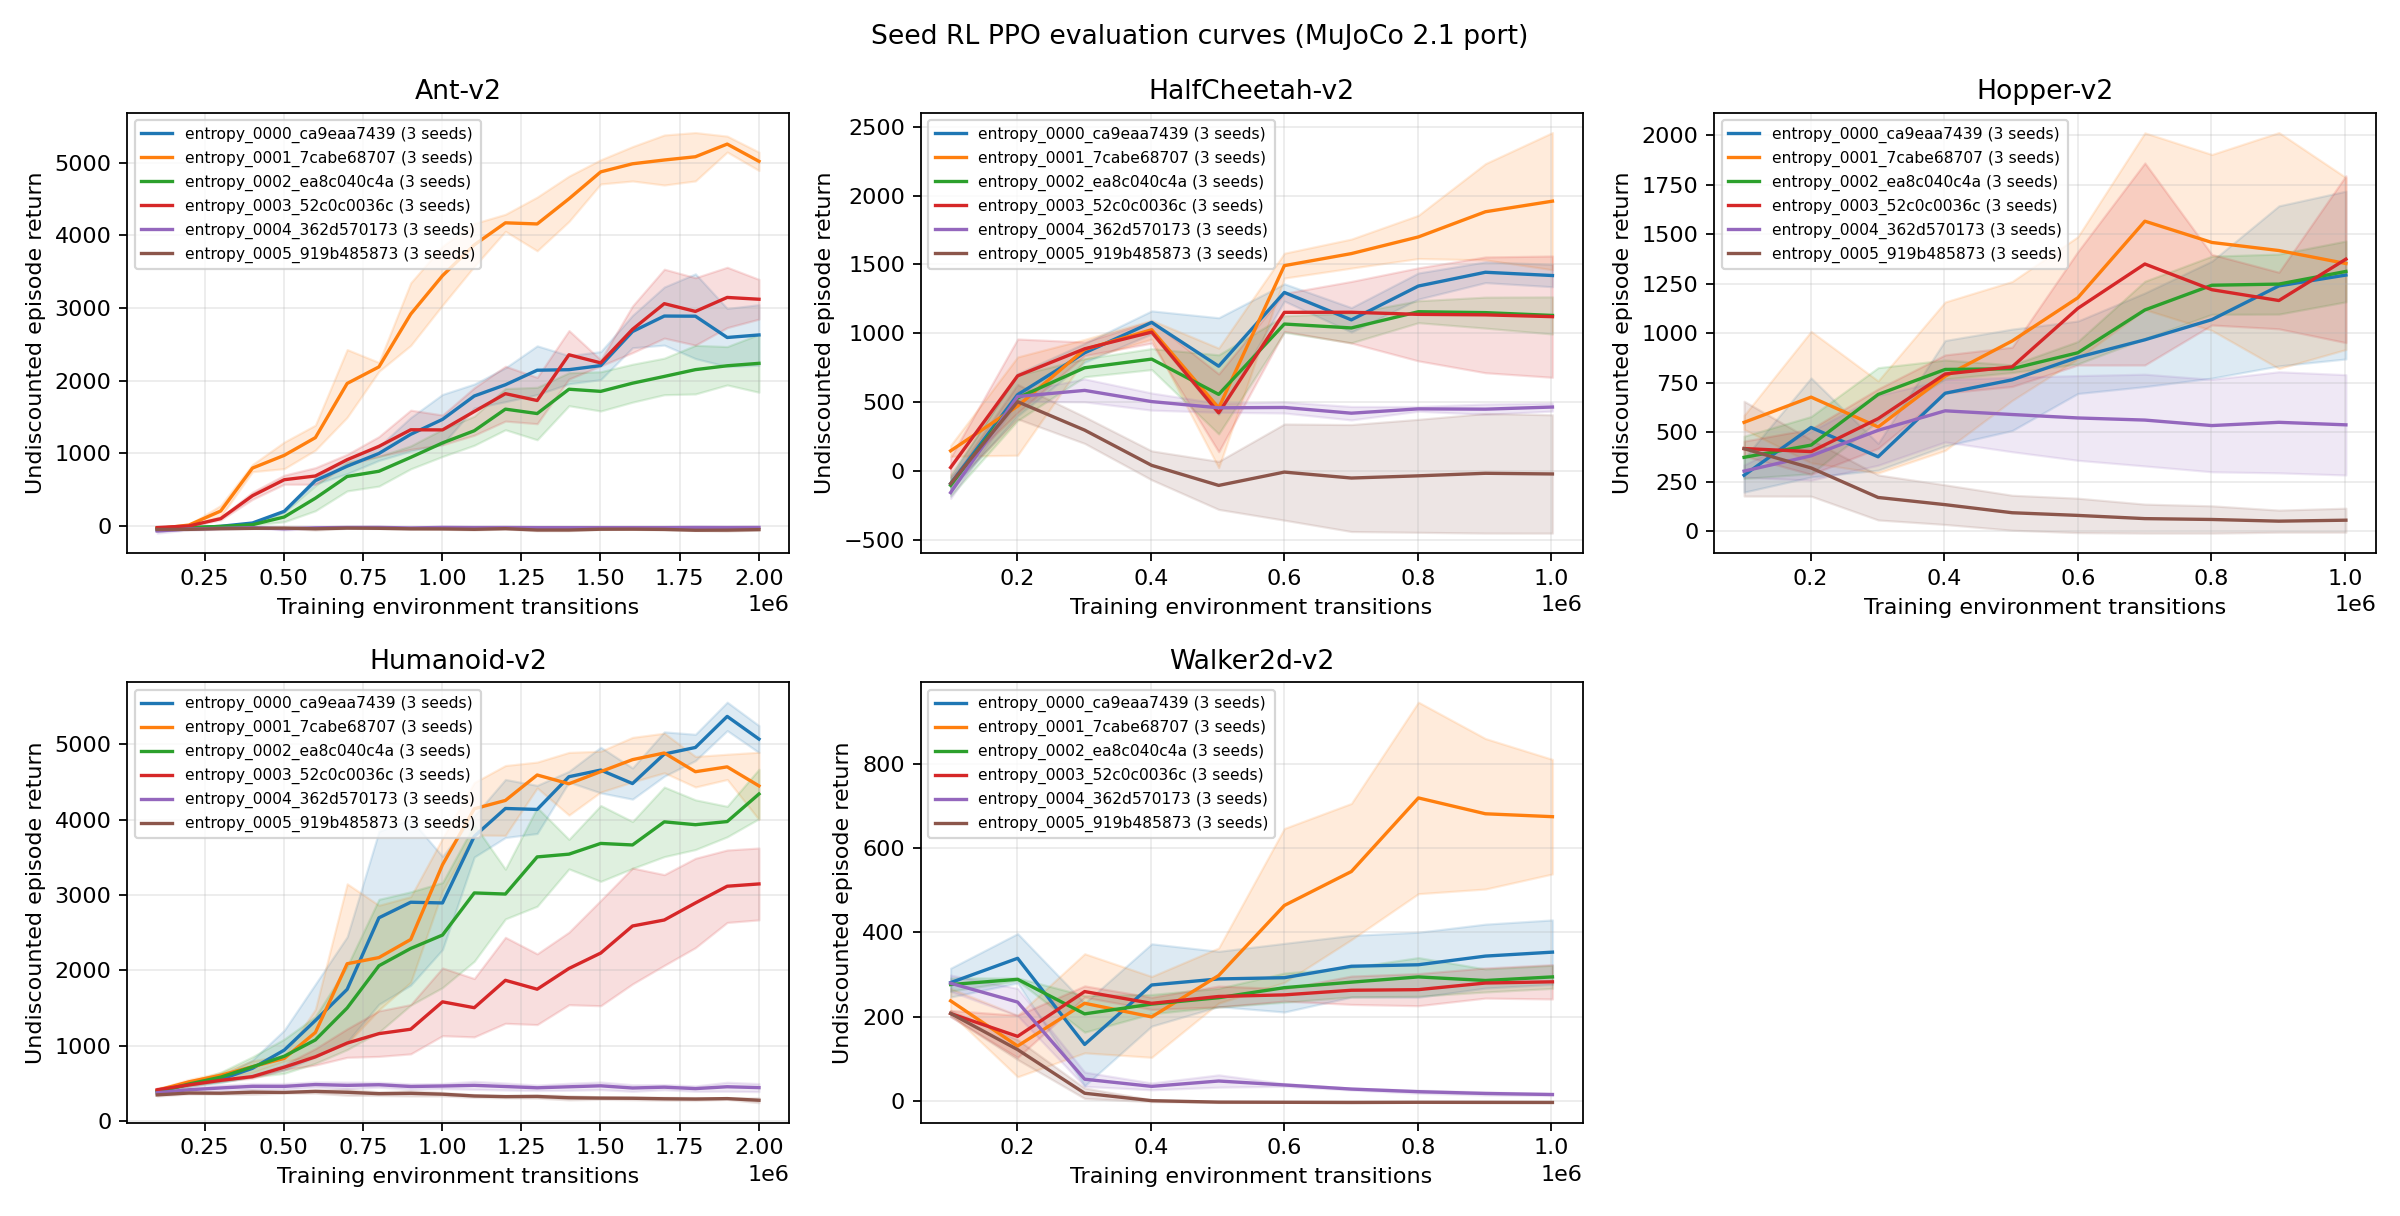 Seed RL PPO evaluation curves (MuJoCo 2.1 port)
Ant-v2
Undiscounted episode return
5000
4000
3000
2000
1000
0
entropy_0000_ca9eaa7439 (3 seeds)
entropy_0001_7cabe68707 (3 seeds)
entropy_0002_ea8c040c4a (3 seeds)
entropy_0003_52c0c0036c (3 seeds)
entropy_0004_362d570173 (3 seeds)
entropy_0005_919b485873 (3 seeds)
0.25 0.50 0.75 1.00 1.25 1.50 1.75 2.00
1e6
Training environment transitions
HalfCheetah-v2
Undiscounted episode return
2500
2000
1500
1000
500
0
−500
entropy_0000_ca9eaa7439 (3 seeds)
entropy_0001_7cabe68707 (3 seeds)
entropy_0002_ea8c040c4a (3 seeds)
entropy_0003_52c0c0036c (3 seeds)
entropy_0004_362d570173 (3 seeds)
entropy_0005_919b485873 (3 seeds)
0.2 0.4 0.6 0.8 1.0
1e6
Training environment transitions
Hopper-v2
Undiscounted episode return
2000
1750
1500
1250
1000
750
500
250
0
entropy_0000_ca9eaa7439 (3 seeds)
entropy_0001_7cabe68707 (3 seeds)
entropy_0002_ea8c040c4a (3 seeds)
entropy_0003_52c0c0036c (3 seeds)
entropy_0004_362d570173 (3 seeds)
entropy_0005_919b485873 (3 seeds)
0.2 0.4 0.6 0.8 1.0
1e6
Training environment transitions
Humanoid-v2
Undiscounted episode return
5000
4000
3000
2000
1000
0
entropy_0000_ca9eaa7439 (3 seeds)
entropy_0001_7cabe68707 (3 seeds)
entropy_0002_ea8c040c4a (3 seeds)
entropy_0003_52c0c0036c (3 seeds)
entropy_0004_362d570173 (3 seeds)
entropy_0005_919b485873 (3 seeds)
0.25 0.50 0.75 1.00 1.25 1.50 1.75 2.00
1e6
Training environment transitions
Walker2d-v2
Undiscounted episode return
800
600
400
200
0
entropy_0000_ca9eaa7439 (3 seeds)
entropy_0001_7cabe68707 (3 seeds)
entropy_0002_ea8c040c4a (3 seeds)
entropy_0003_52c0c0036c (3 seeds)
entropy_0004_362d570173 (3 seeds)
entropy_0005_919b485873 (3 seeds)
0.2 0.4 0.6 0.8 1.0
1e6
Training environment transitions